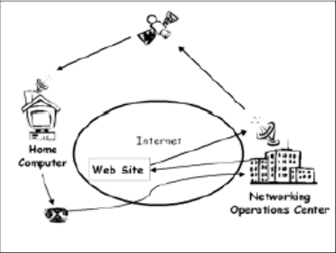 Internet
Home
Computer
Web Site
Networking
Operations Center